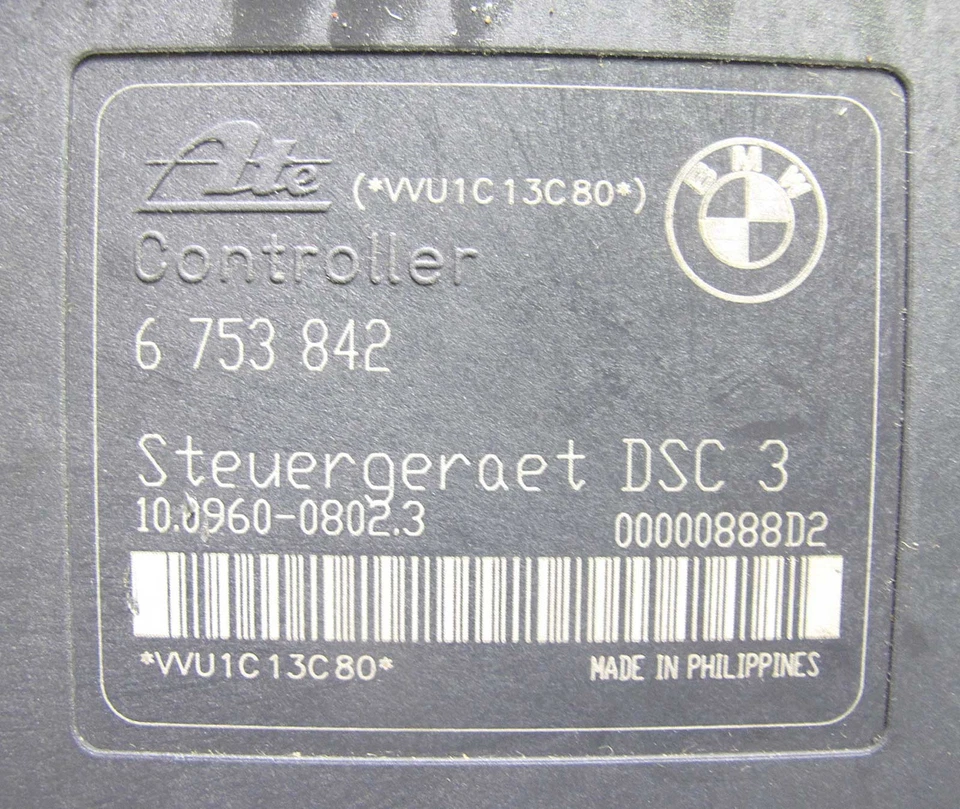 Ate (*VVU1C13C80*) BMW
Controller
6 753 842
Steuergeraet DSC 3
10.0960-0802.3 00000888D2
*VVU1C13C80* MADE IN PHILIPPINES